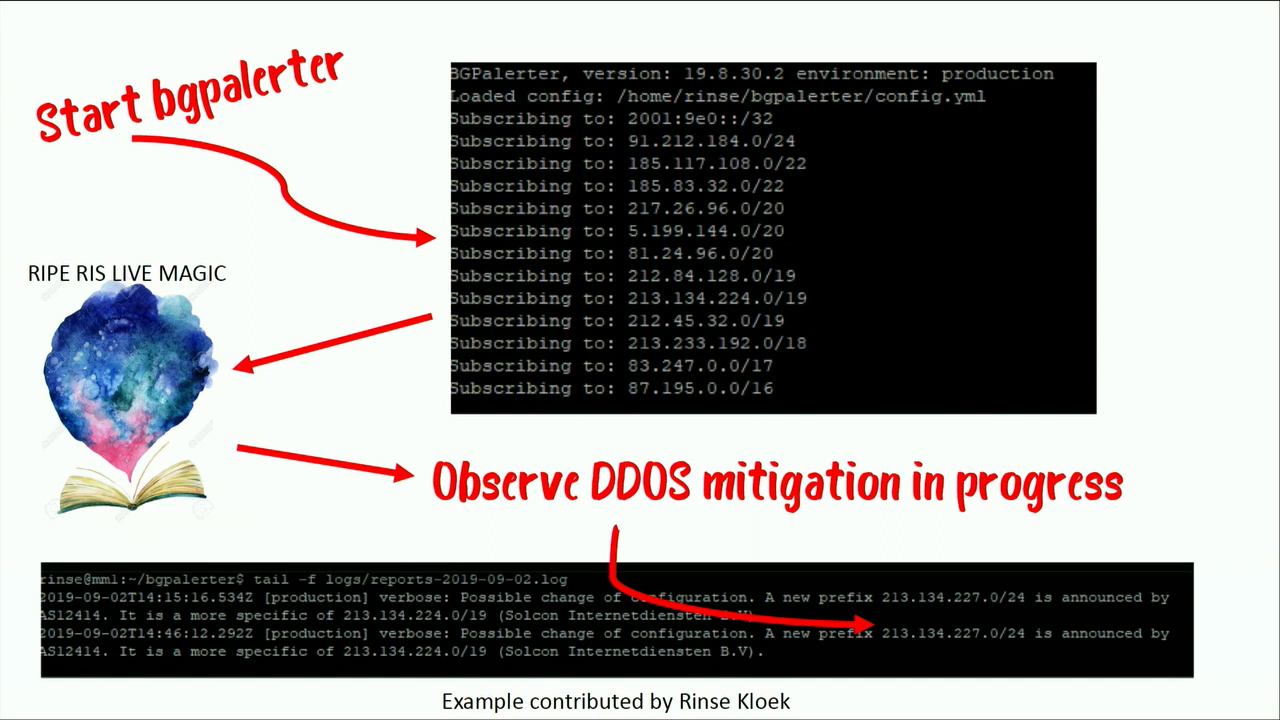 Start bgpalerter
BGPalerter, version: 19.8.30.2 environment: production
Loaded config: /home/rinse/bgpalerter/config.yml
Subscribing to: 2001:9e0::/32
Subscribing to: 91.212.184.0/24
Subscribing to: 185.117.108.0/22
Subscribing to: 185.83.32.0/22
Subscribing to: 217.26.96.0/20
Subscribing to: 5.199.144.0/20
Subscribing to: 81.24.96.0/20
Subscribing to: 212.84.128.0/19
Subscribing to: 213.134.224.0/19
Subscribing to: 212.45.32.0/19
Subscribing to: 213.233.192.0/18
Subscribing to: 83.247.0.0/17
Subscribing to: 87.195.0.0/16
RIPE RIS LIVE MAGIC
Observe DDOS mitigation in progress
rinse@mml:~/bgpalerter$ tail -f logs/reports-2019-09-02.log
2019-09-02T14:15:16.534Z [production] verbose: Possible change of configuration. A new prefix 213.134.227.0/24 is announced by
AS12414. It is a more specific of 213.134.224.0/19 (Solcon Internetdiensten B.V).
2019-09-02T14:46:12.292Z [production] verbose: Possible change of configuration. A new prefix 213.134.227.0/24 is announced by
AS12414. It is a more specific of 213.134.224.0/19 (Solcon Internetdiensten B.V).
Example contributed by Rinse Kloek